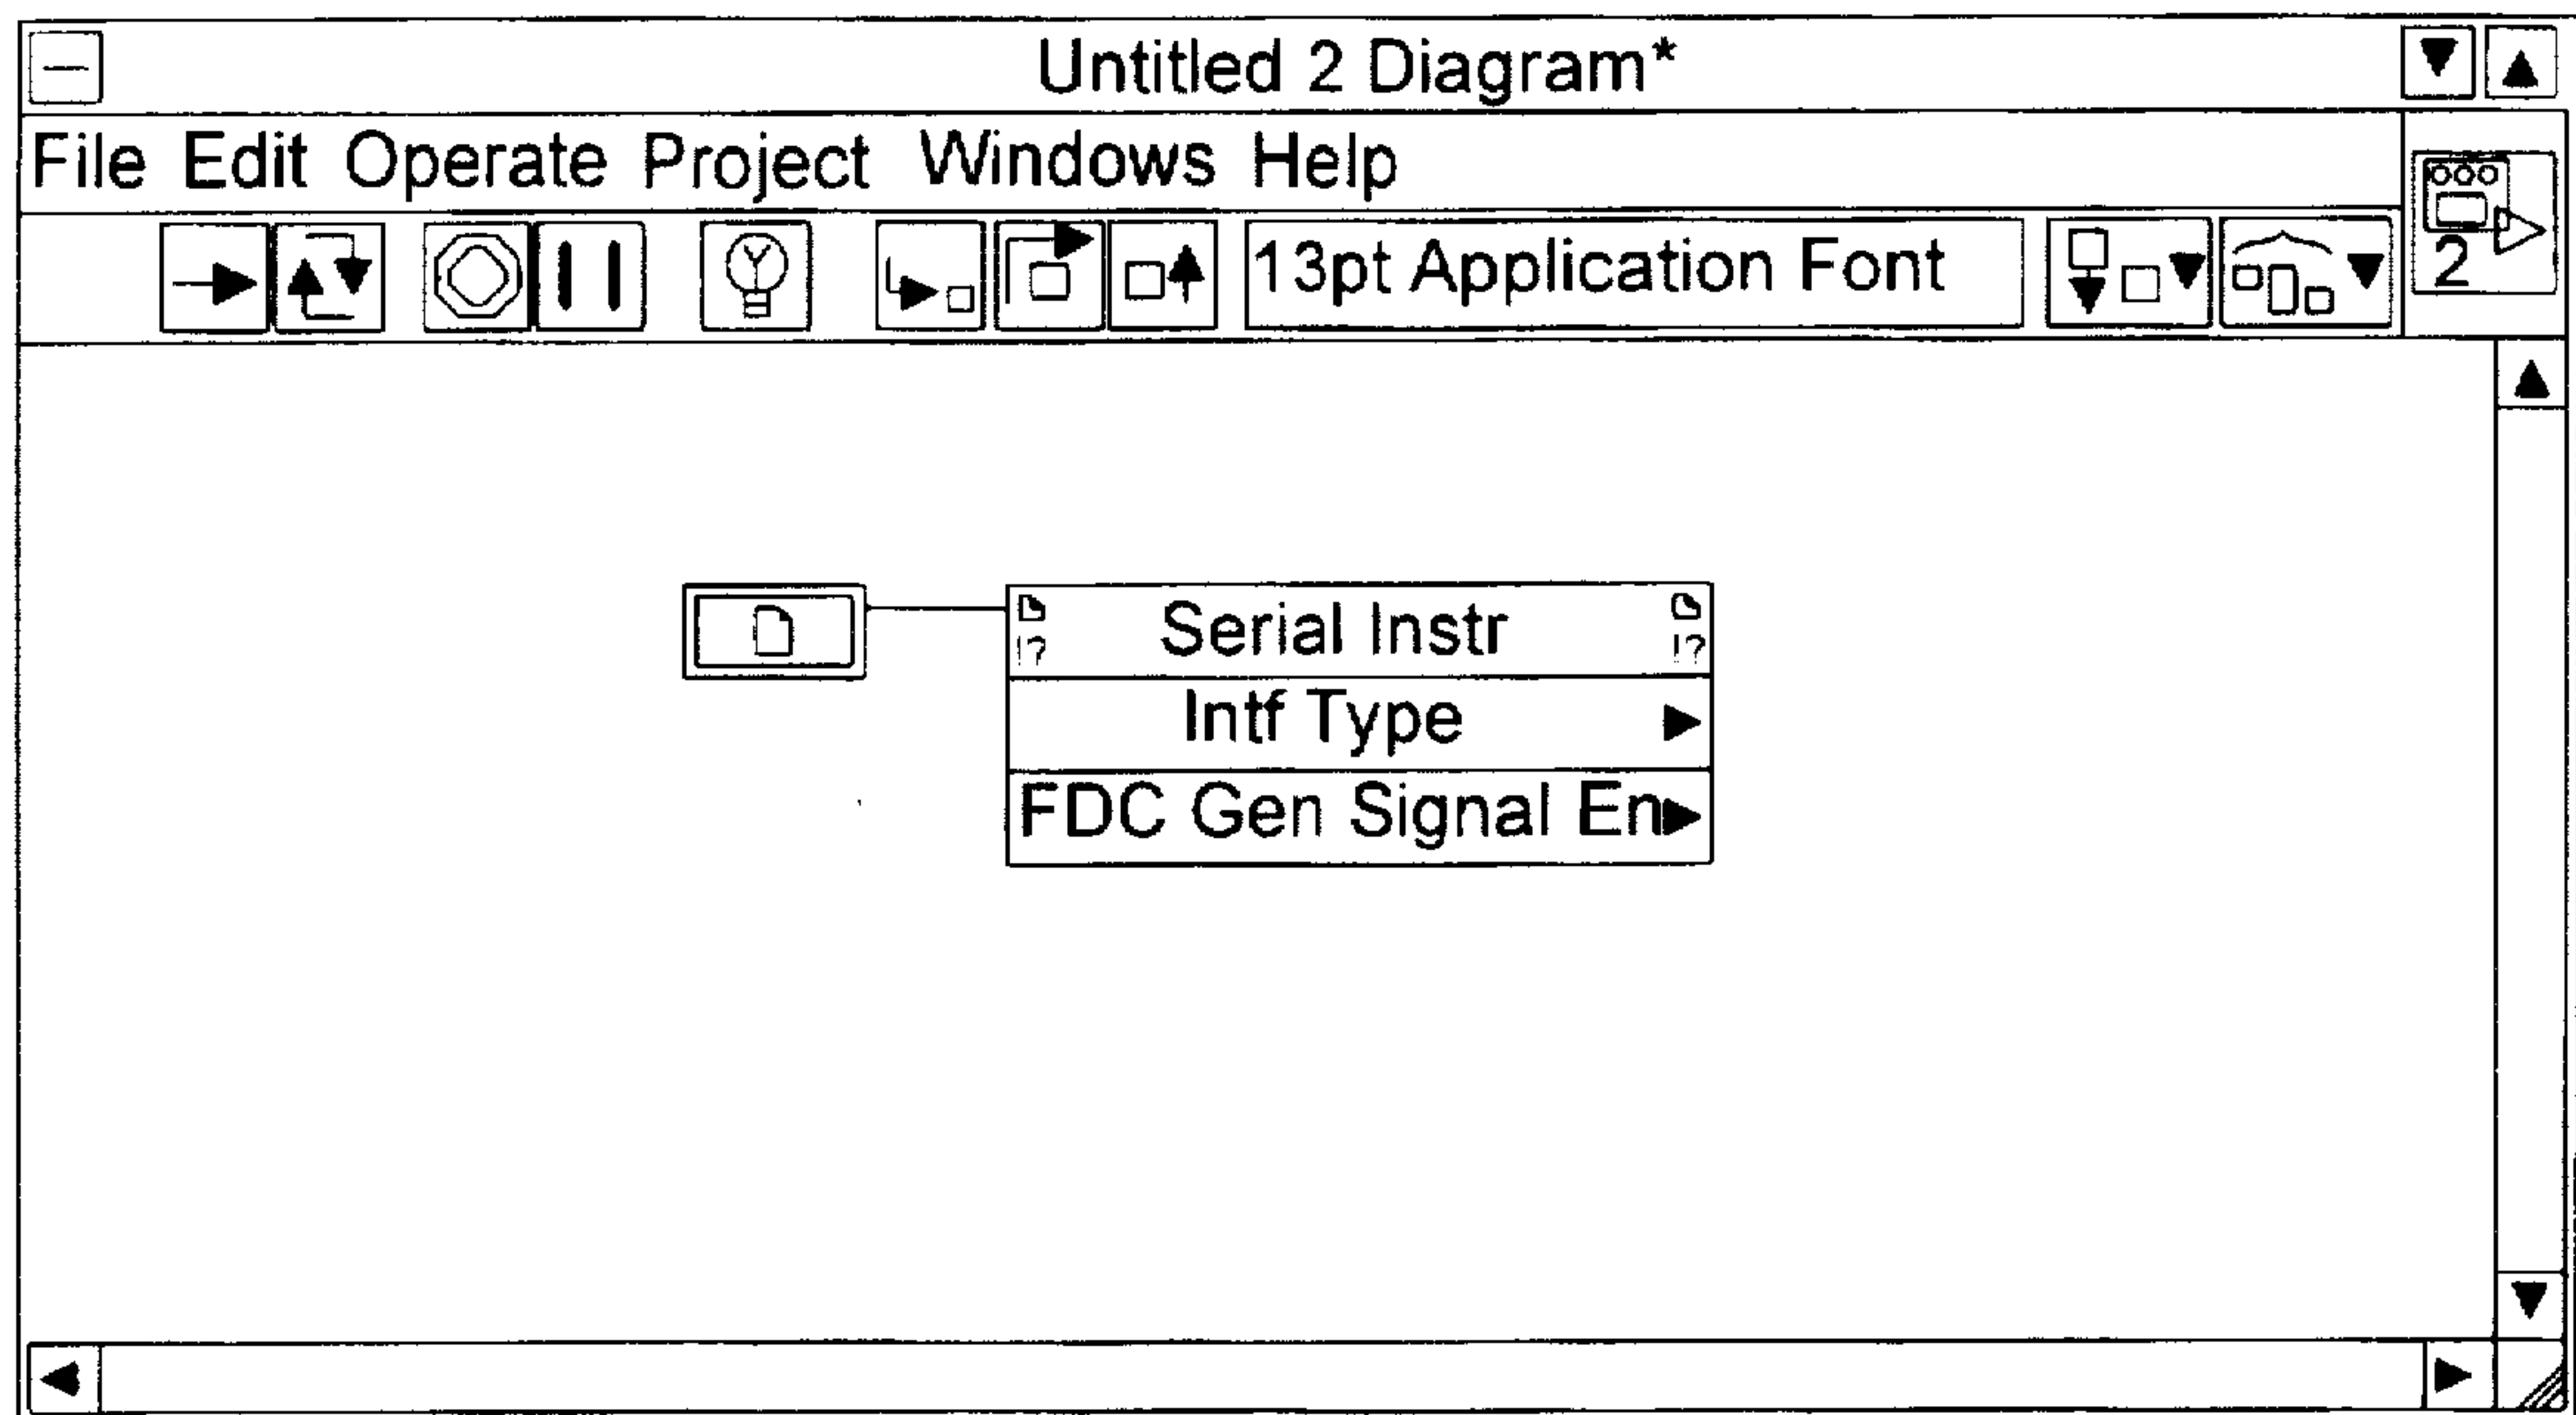 Untitled 2 Diagram*
File Edit Operate Project Windows Help
13pt Application Font
2
!? Serial Instr !?
Intf Type
FDC Gen Signal En